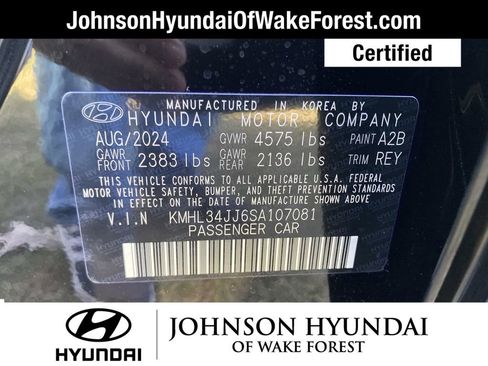 JohnsonHyundaiOfWakeForest.com
Certified
MANUFACTURED IN KOREA BY
HYUNDAI MOTOR COMPANY
AUG/2024 GVWR 4575 lbs PAINT A2B
GAWR FRONT 2383 lbs GAWR REAR 2136 lbs TRIM REY
THIS VEHICLE CONFORMS TO ALL APPLICABLE U.S.A. FEDERAL
MOTOR VEHICLE SAFETY, BUMPER, AND THEFT PREVENTION STANDARDS
IN EFFECT ON THE DATE OF MANUFACTURE SHOWN ABOVE.
V.I.N KMHL34JJ6SA107081
PASSENGER CAR
HYUNDAI
JOHNSON HYUNDAI
OF WAKE FOREST